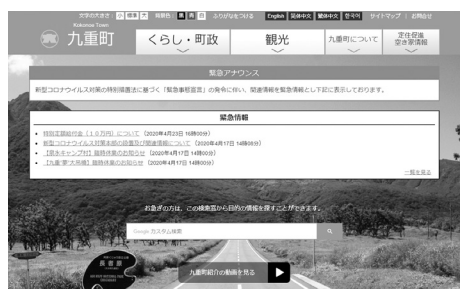 文字の大きさ： 小 標準 大 背景色： 黒 青 白 ふりがなをつける English 简体中文 繁体中文 한국어 サイトマップ | お問合せ
Kokonoe Town
九重町
くらし・町政
観光
九重町について
定住促進
空き家情報
緊急アナウンス
新型コロナウイルス対策の特別措置法に基づく「緊急事態宣言」の発令に伴い、関連情報を緊急情報とし下記に表示しております。
緊急情報
特別定額給付金（１０万円）について （2020年4月23日 16時00分）
新型コロナウイルス対策本部の設置及び関連情報について （2020年4月17日 14時08分）
【泉水キャンプ村】臨時休業のお知らせ （2020年4月17日 14時00分）
【九重"夢"大吊橋】臨時休業のお知らせ （2020年4月17日 14時00分）
一覧を見る
お急ぎの方は、この検索窓から目的の情報を探すことができます。
Google カスタム検索
長者原
九重町紹介の動画を見る